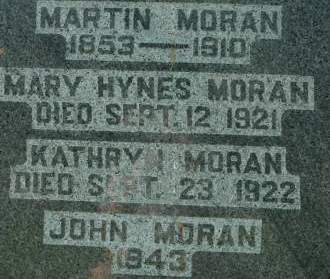 MARTIN MORAN
1853—1910
MARY HYNES MORAN
DIED SEPT. 12 1921
KATHRYN MORAN
DIED SEPT. 23 1922
JOHN MORAN
1943